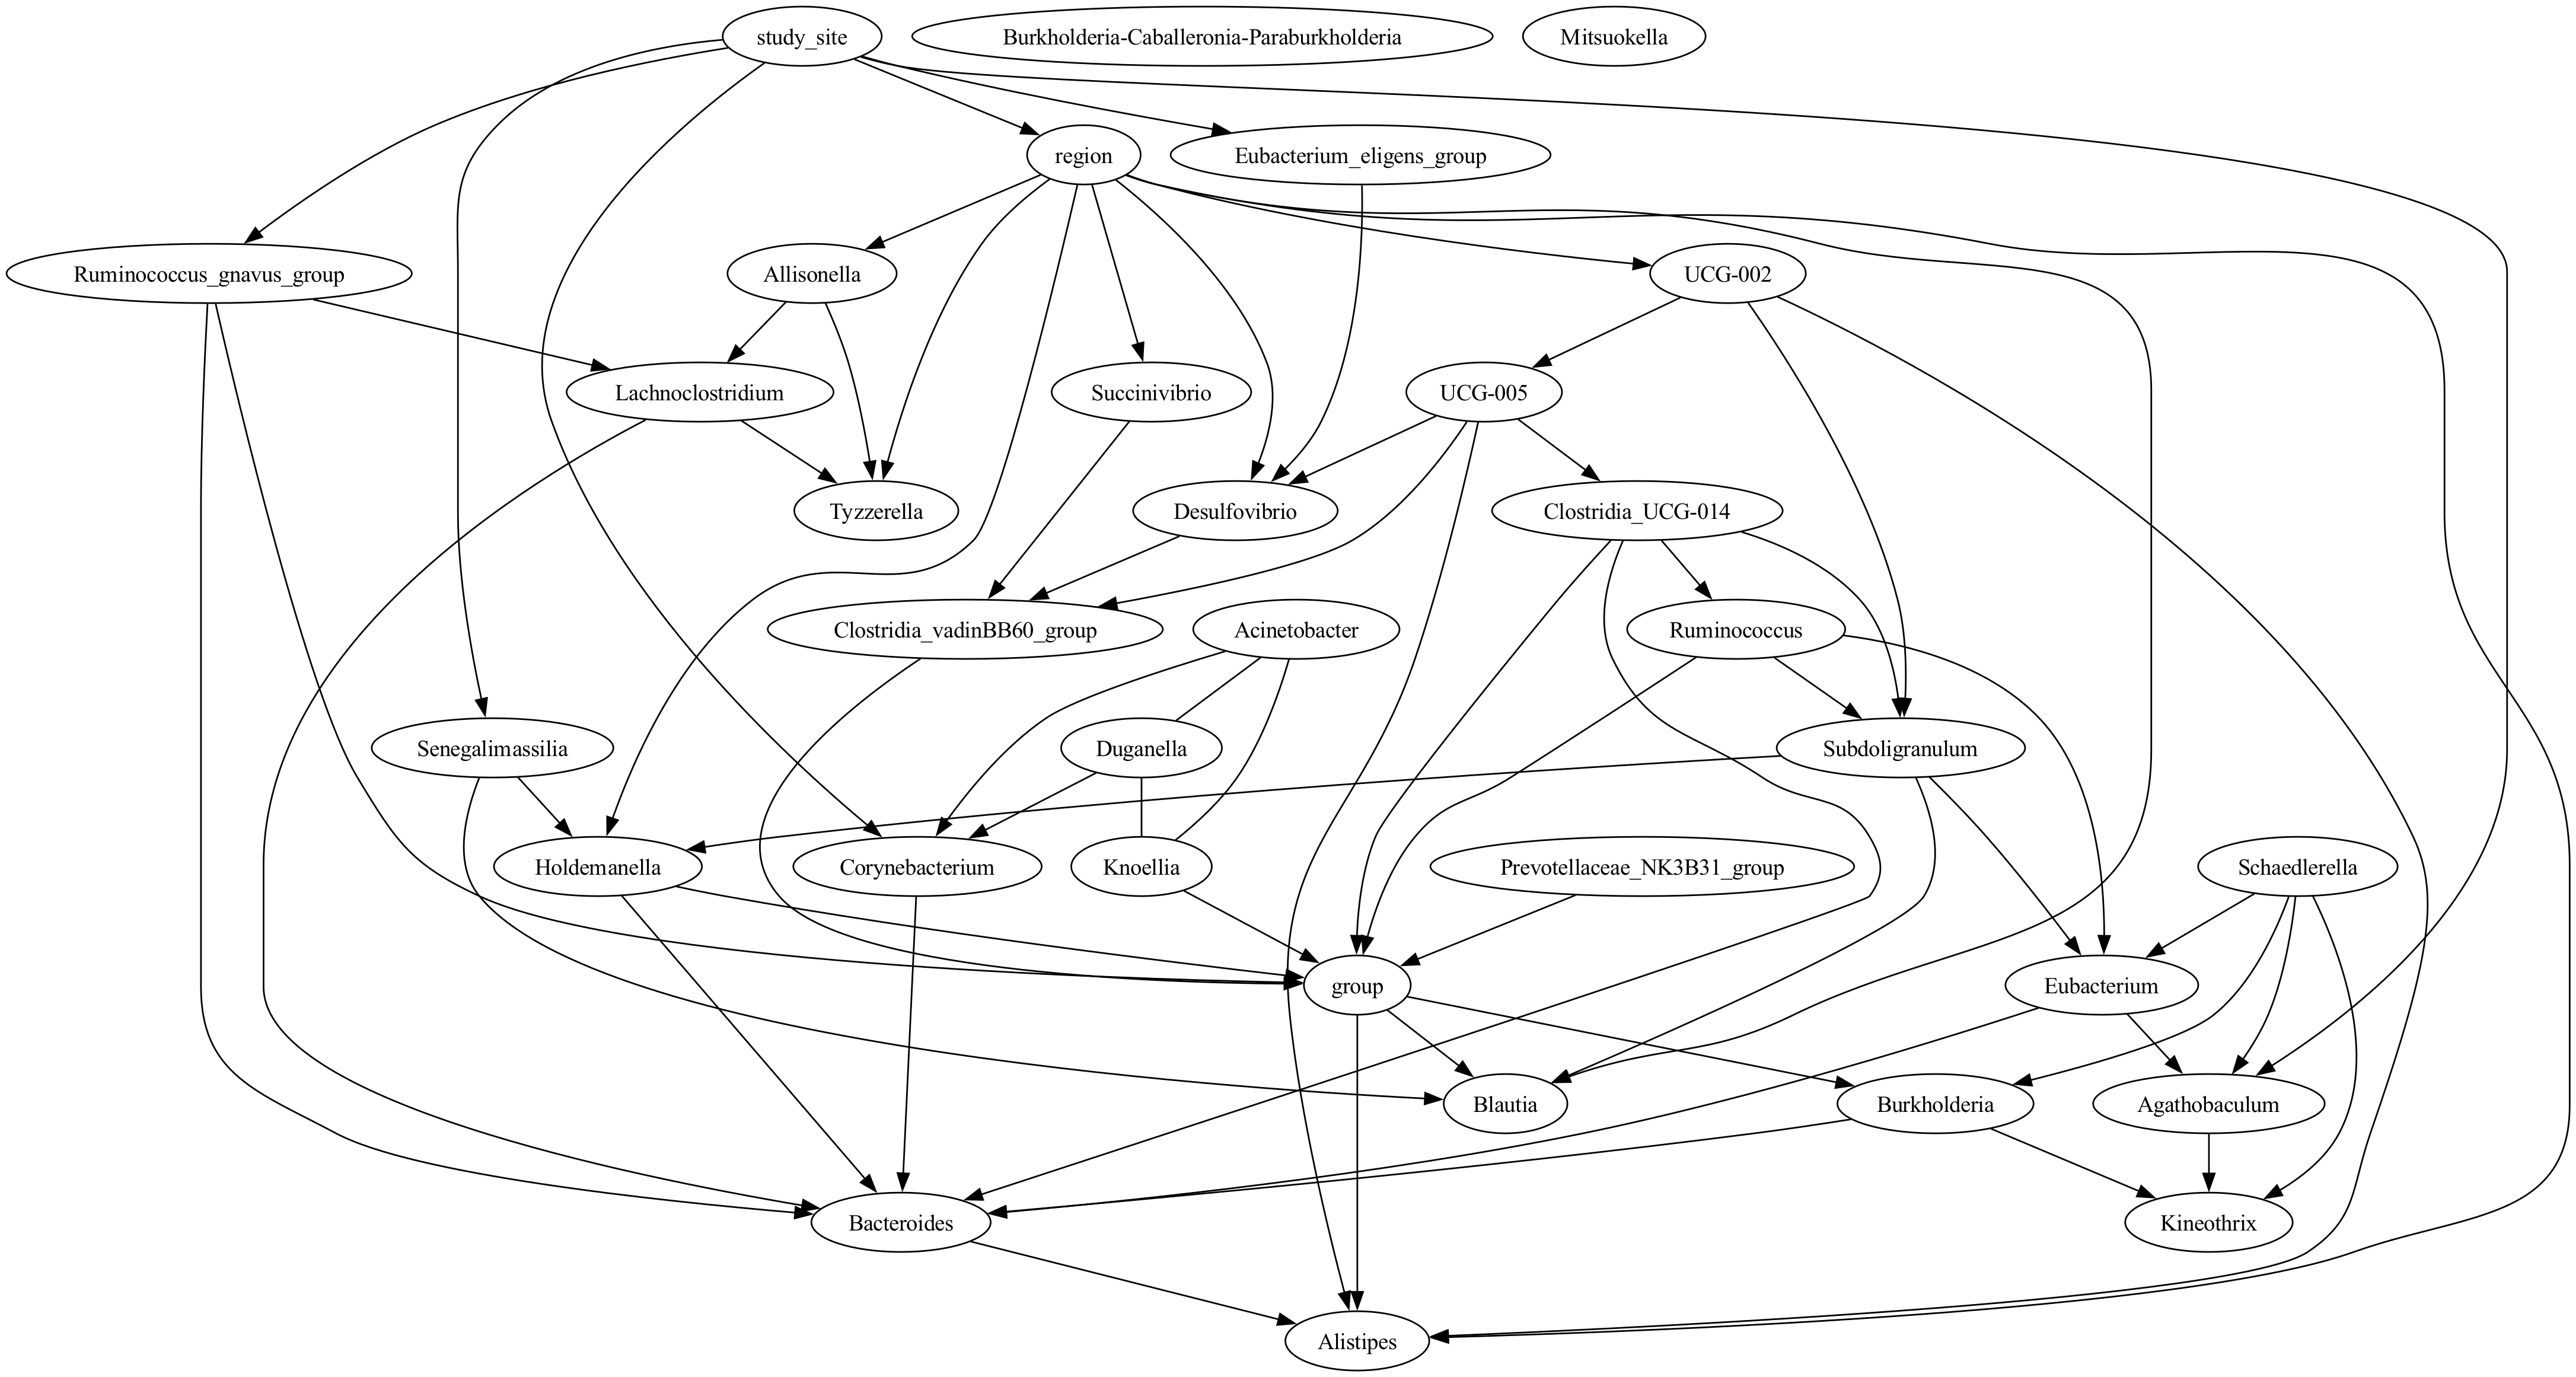 study_site
Burkholderia-Caballeronia-Paraburkholderia
Mitsuokella
region
Eubacterium_eligens_group
Ruminococcus_gnavus_group
Allisonella
UCG-002
Lachnoclostridium
Succinivibrio
UCG-005
Tyzzerella
Desulfovibrio
Clostridia_UCG-014
Clostridia_vadinBB60_group
Acinetobacter
Ruminococcus
Senegalimassilia
Duganella
Subdoligranulum
Holdemanella
Corynebacterium
Knoellia
Prevotellaceae_NK3B31_group
Schaedlerella
group
Eubacterium
Blautia
Burkholderia
Agathobaculum
Bacteroides
Kineothrix
Alistipes